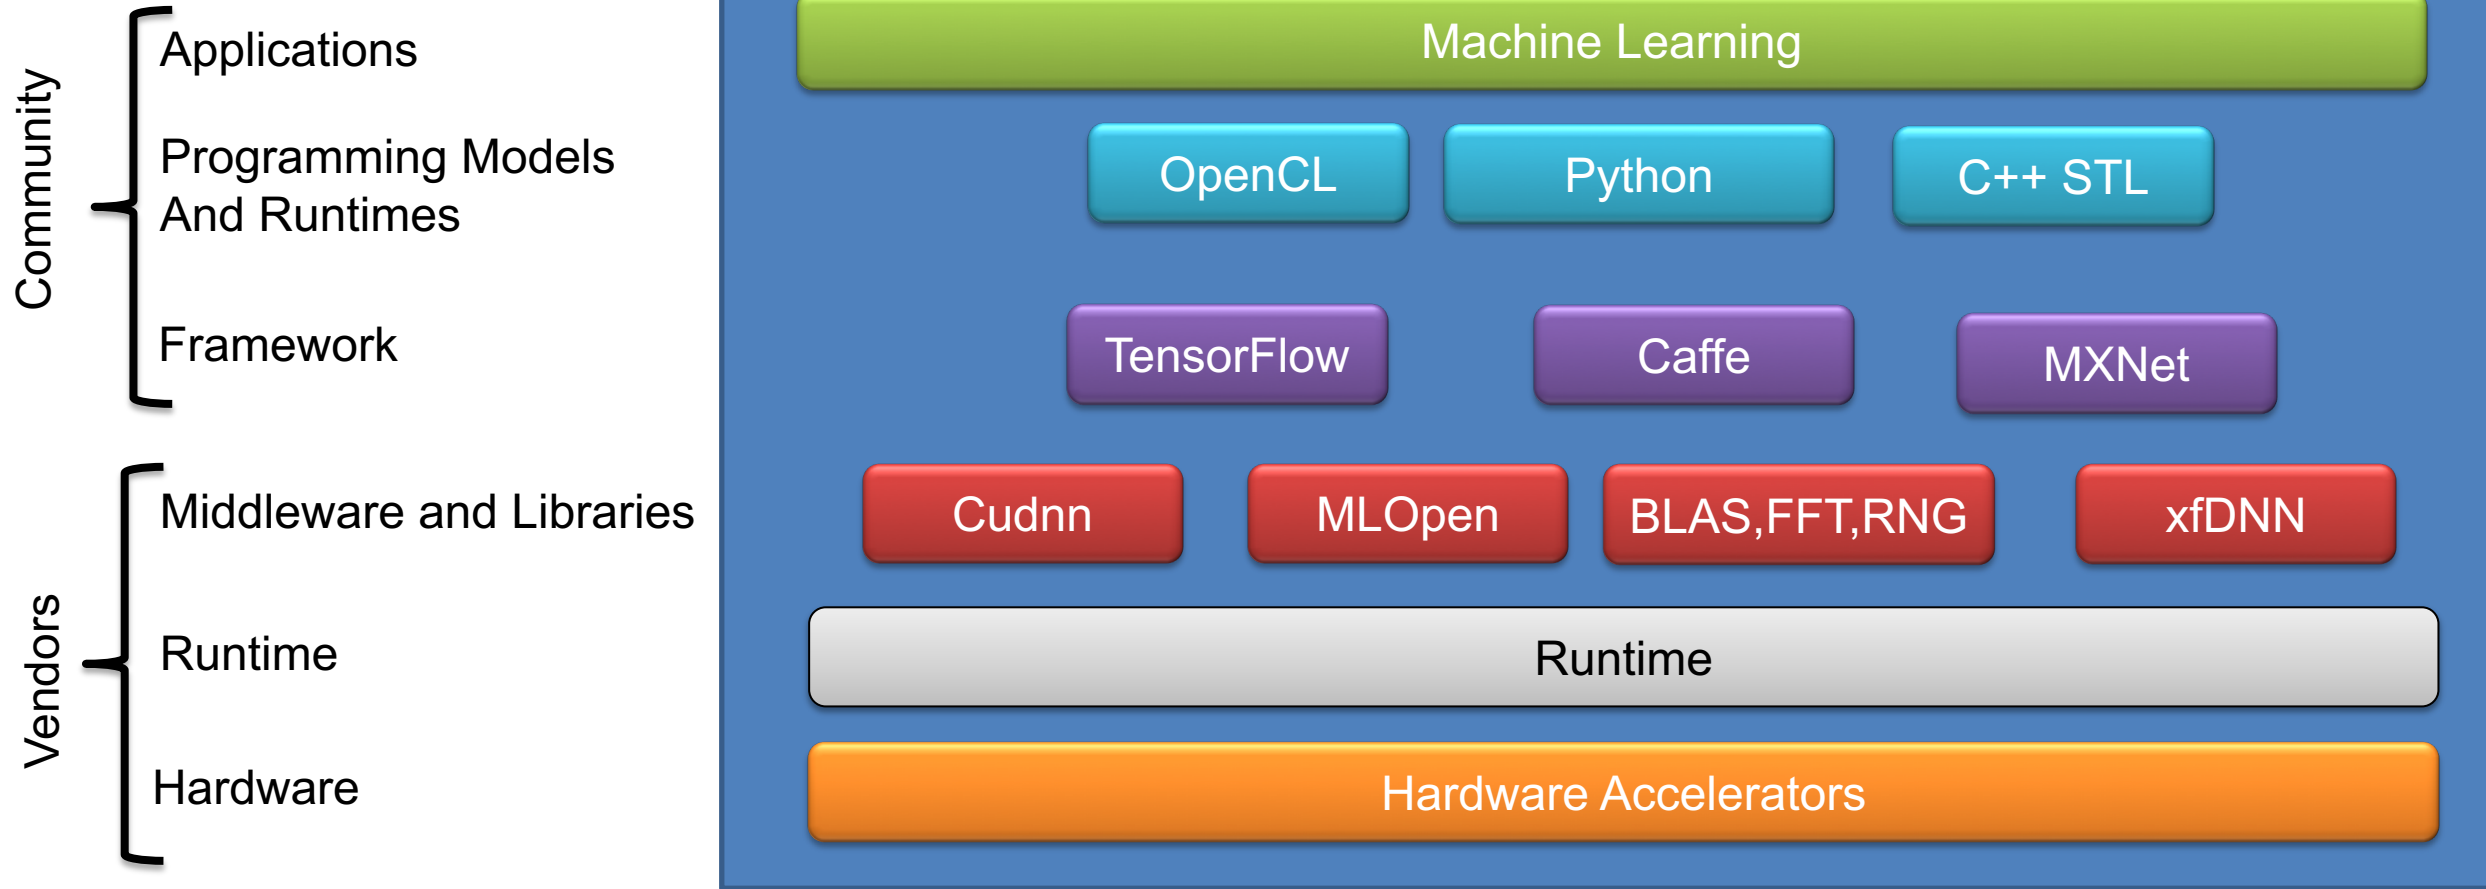 Community
Applications
Machine Learning
Programming Models
And Runtimes
OpenCL
Python
C++ STL
Framework
TensorFlow
Caffe
MXNet
Vendors
Middleware and Libraries
Cudnn
MLOpen
BLAS,FFT,RNG
xfDNN
Runtime
Runtime
Hardware
Hardware Accelerators